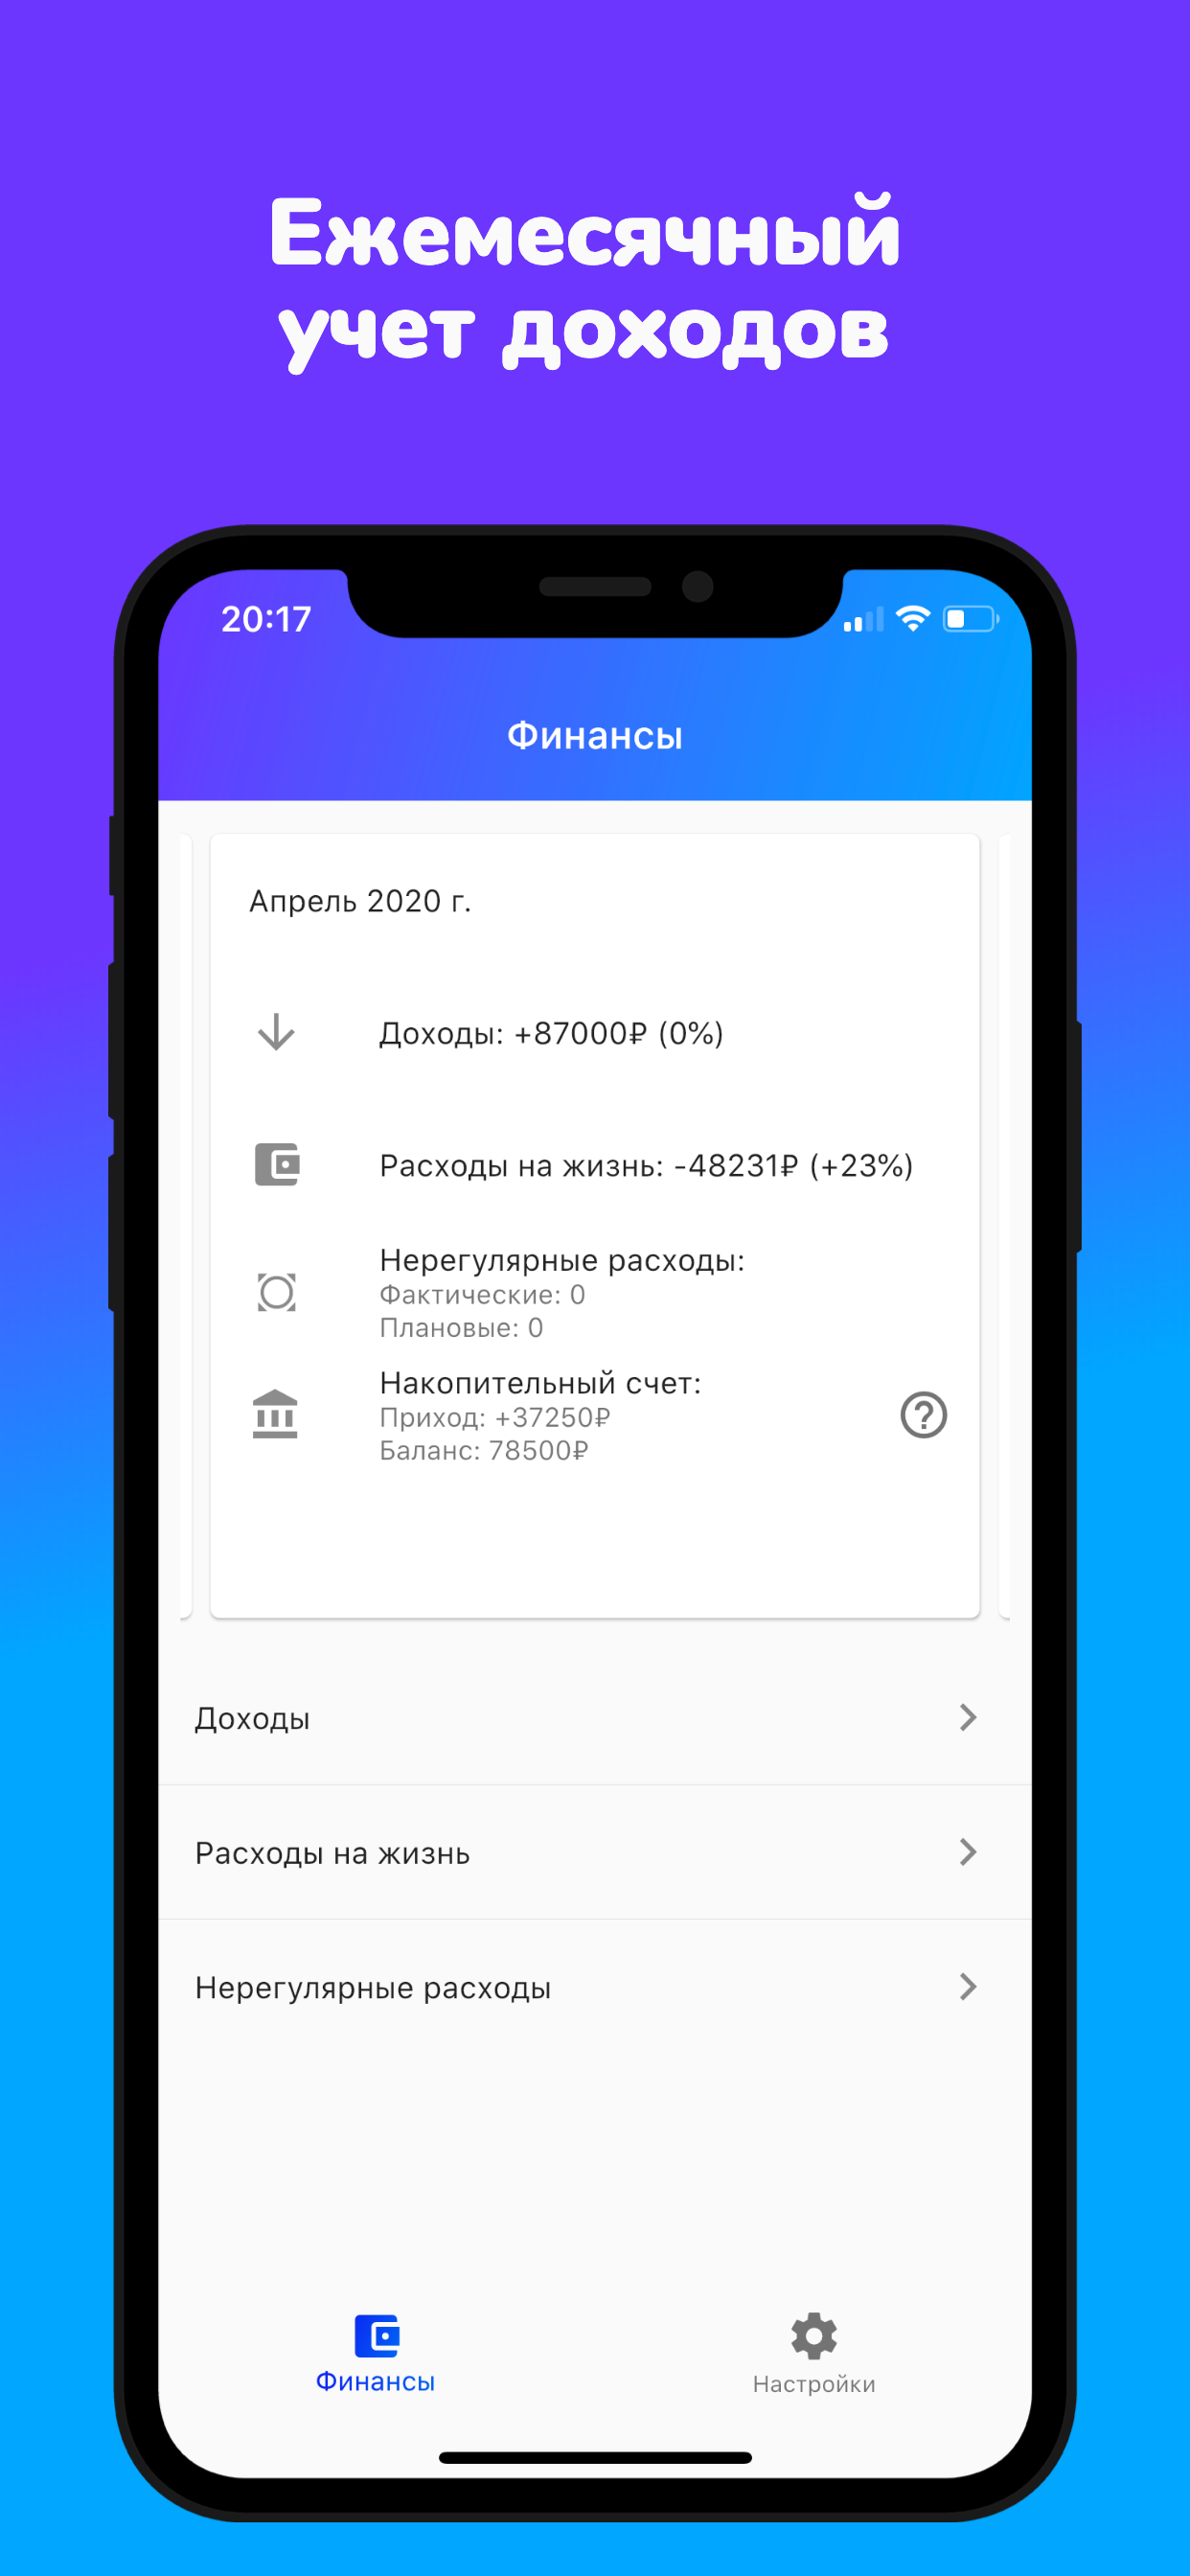 Ежемесячный
учет доходов
20:17
Финансы
Апрель 2020 г.
Доходы: +87000₽ (0%)
Расходы на жизнь: -48231₽ (+23%)
Нерегулярные расходы:
Фактические: 0
Плановые: 0
Накопительный счет:
Приход: +37250₽
Баланс: 78500₽
Доходы
Расходы на жизнь
Нерегулярные расходы
Финансы
Настройки